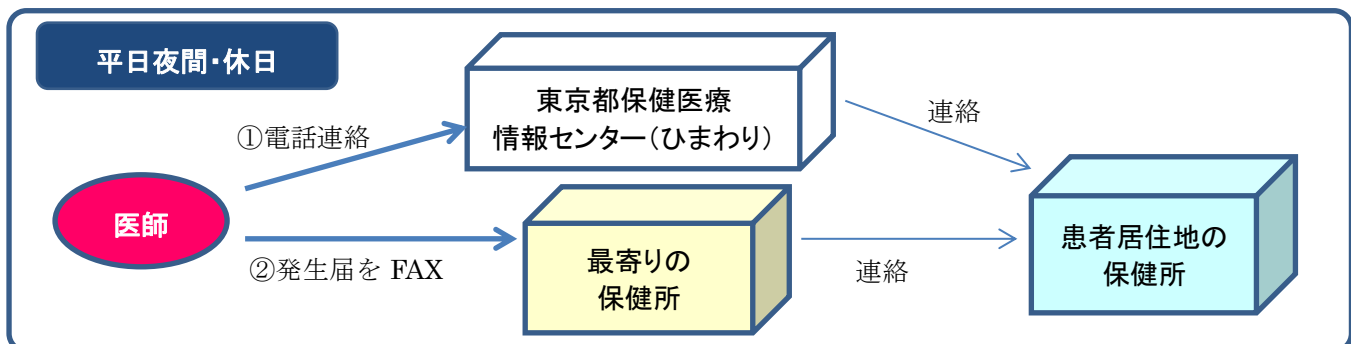 平日夜間・休日
東京都保健医療
情報センター（ひまわり）
連絡
①電話連絡
医師
②発生届を FAX
最寄りの
保健所
連絡
患者居住地の
保健所